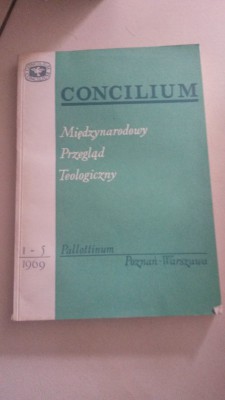 CONCILIUM
Międzynarodowy
Przegląd
Teologiczny
1-5
1969
Pallottinum
Poznań-Warszawa